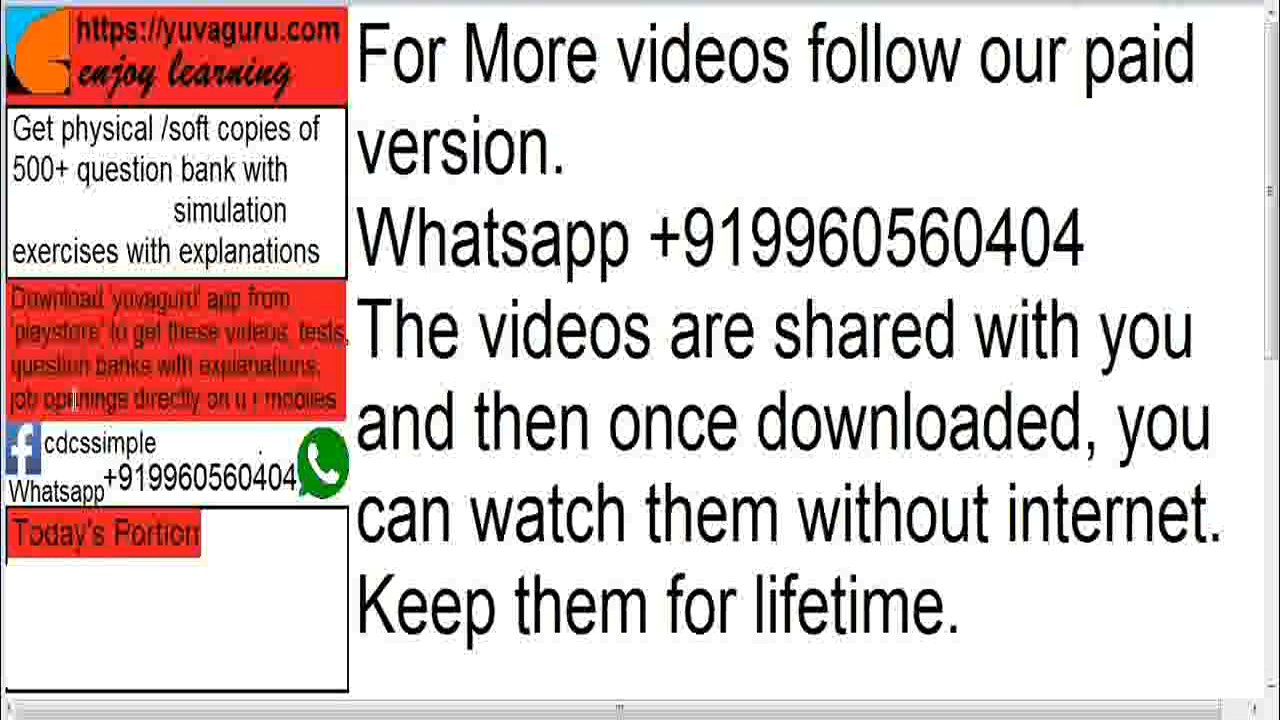 https://yuvaguru.com
enjoy learning
Get physical /soft copies of
500+ question bank with
simulation
exercises with explanations
Download 'yuvaguru' app from
'playstore' to get these videos, tests,
question banks with explanations,
job openings directly on u r mobiles
cdcssimple
Whatsapp +919960560404
Today's Portion
For More videos follow our paid
version.
Whatsapp +919960560404
The videos are shared with you
and then once downloaded, you
can watch them without internet.
Keep them for lifetime.